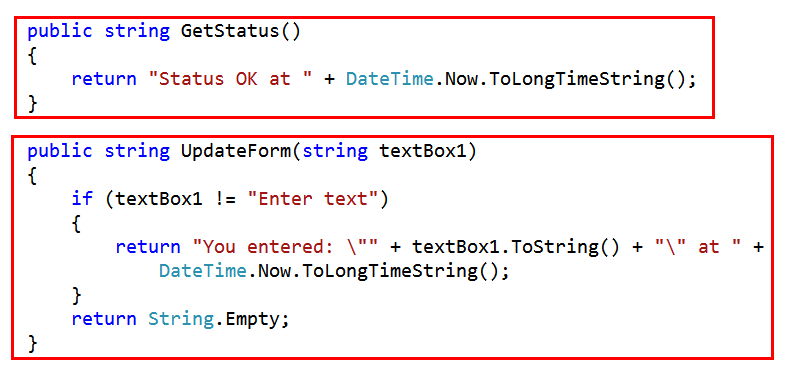 public string GetStatus()
{
    return "Status OK at " + DateTime.Now.ToLongTimeString();
}
public string UpdateForm(string textBox1)
{
    if (textBox1 != "Enter text")
    {
        return "You entered: \"" + textBox1.ToString() + "\" at " +
            DateTime.Now.ToLongTimeString();
    }
    return String.Empty;
}